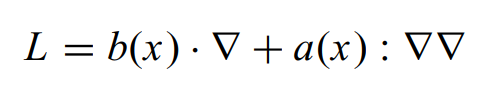 L = b(x) · ∇ + a(x) : ∇∇